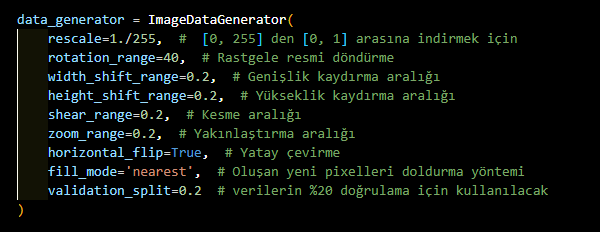 data_generator = ImageDataGenerator(
    rescale=1./255,  #  [0, 255] den [0, 1] arasına indirmek için
    rotation_range=40,  # Rastgele resmi döndürme
    width_shift_range=0.2,  # Genişlik kaydırma aralığı
    height_shift_range=0.2,  # Yükseklik kaydırma aralığı
    shear_range=0.2,  # Kesme aralığı
    zoom_range=0.2,  # Yakınlaştırma aralığı
    horizontal_flip=True,  # Yatay çevirme
    fill_mode='nearest',  # Oluşan yeni pixelleri doldurma yöntemi
    validation_split=0.2  # verilerin %20 doğrulama için kullanılacak
)